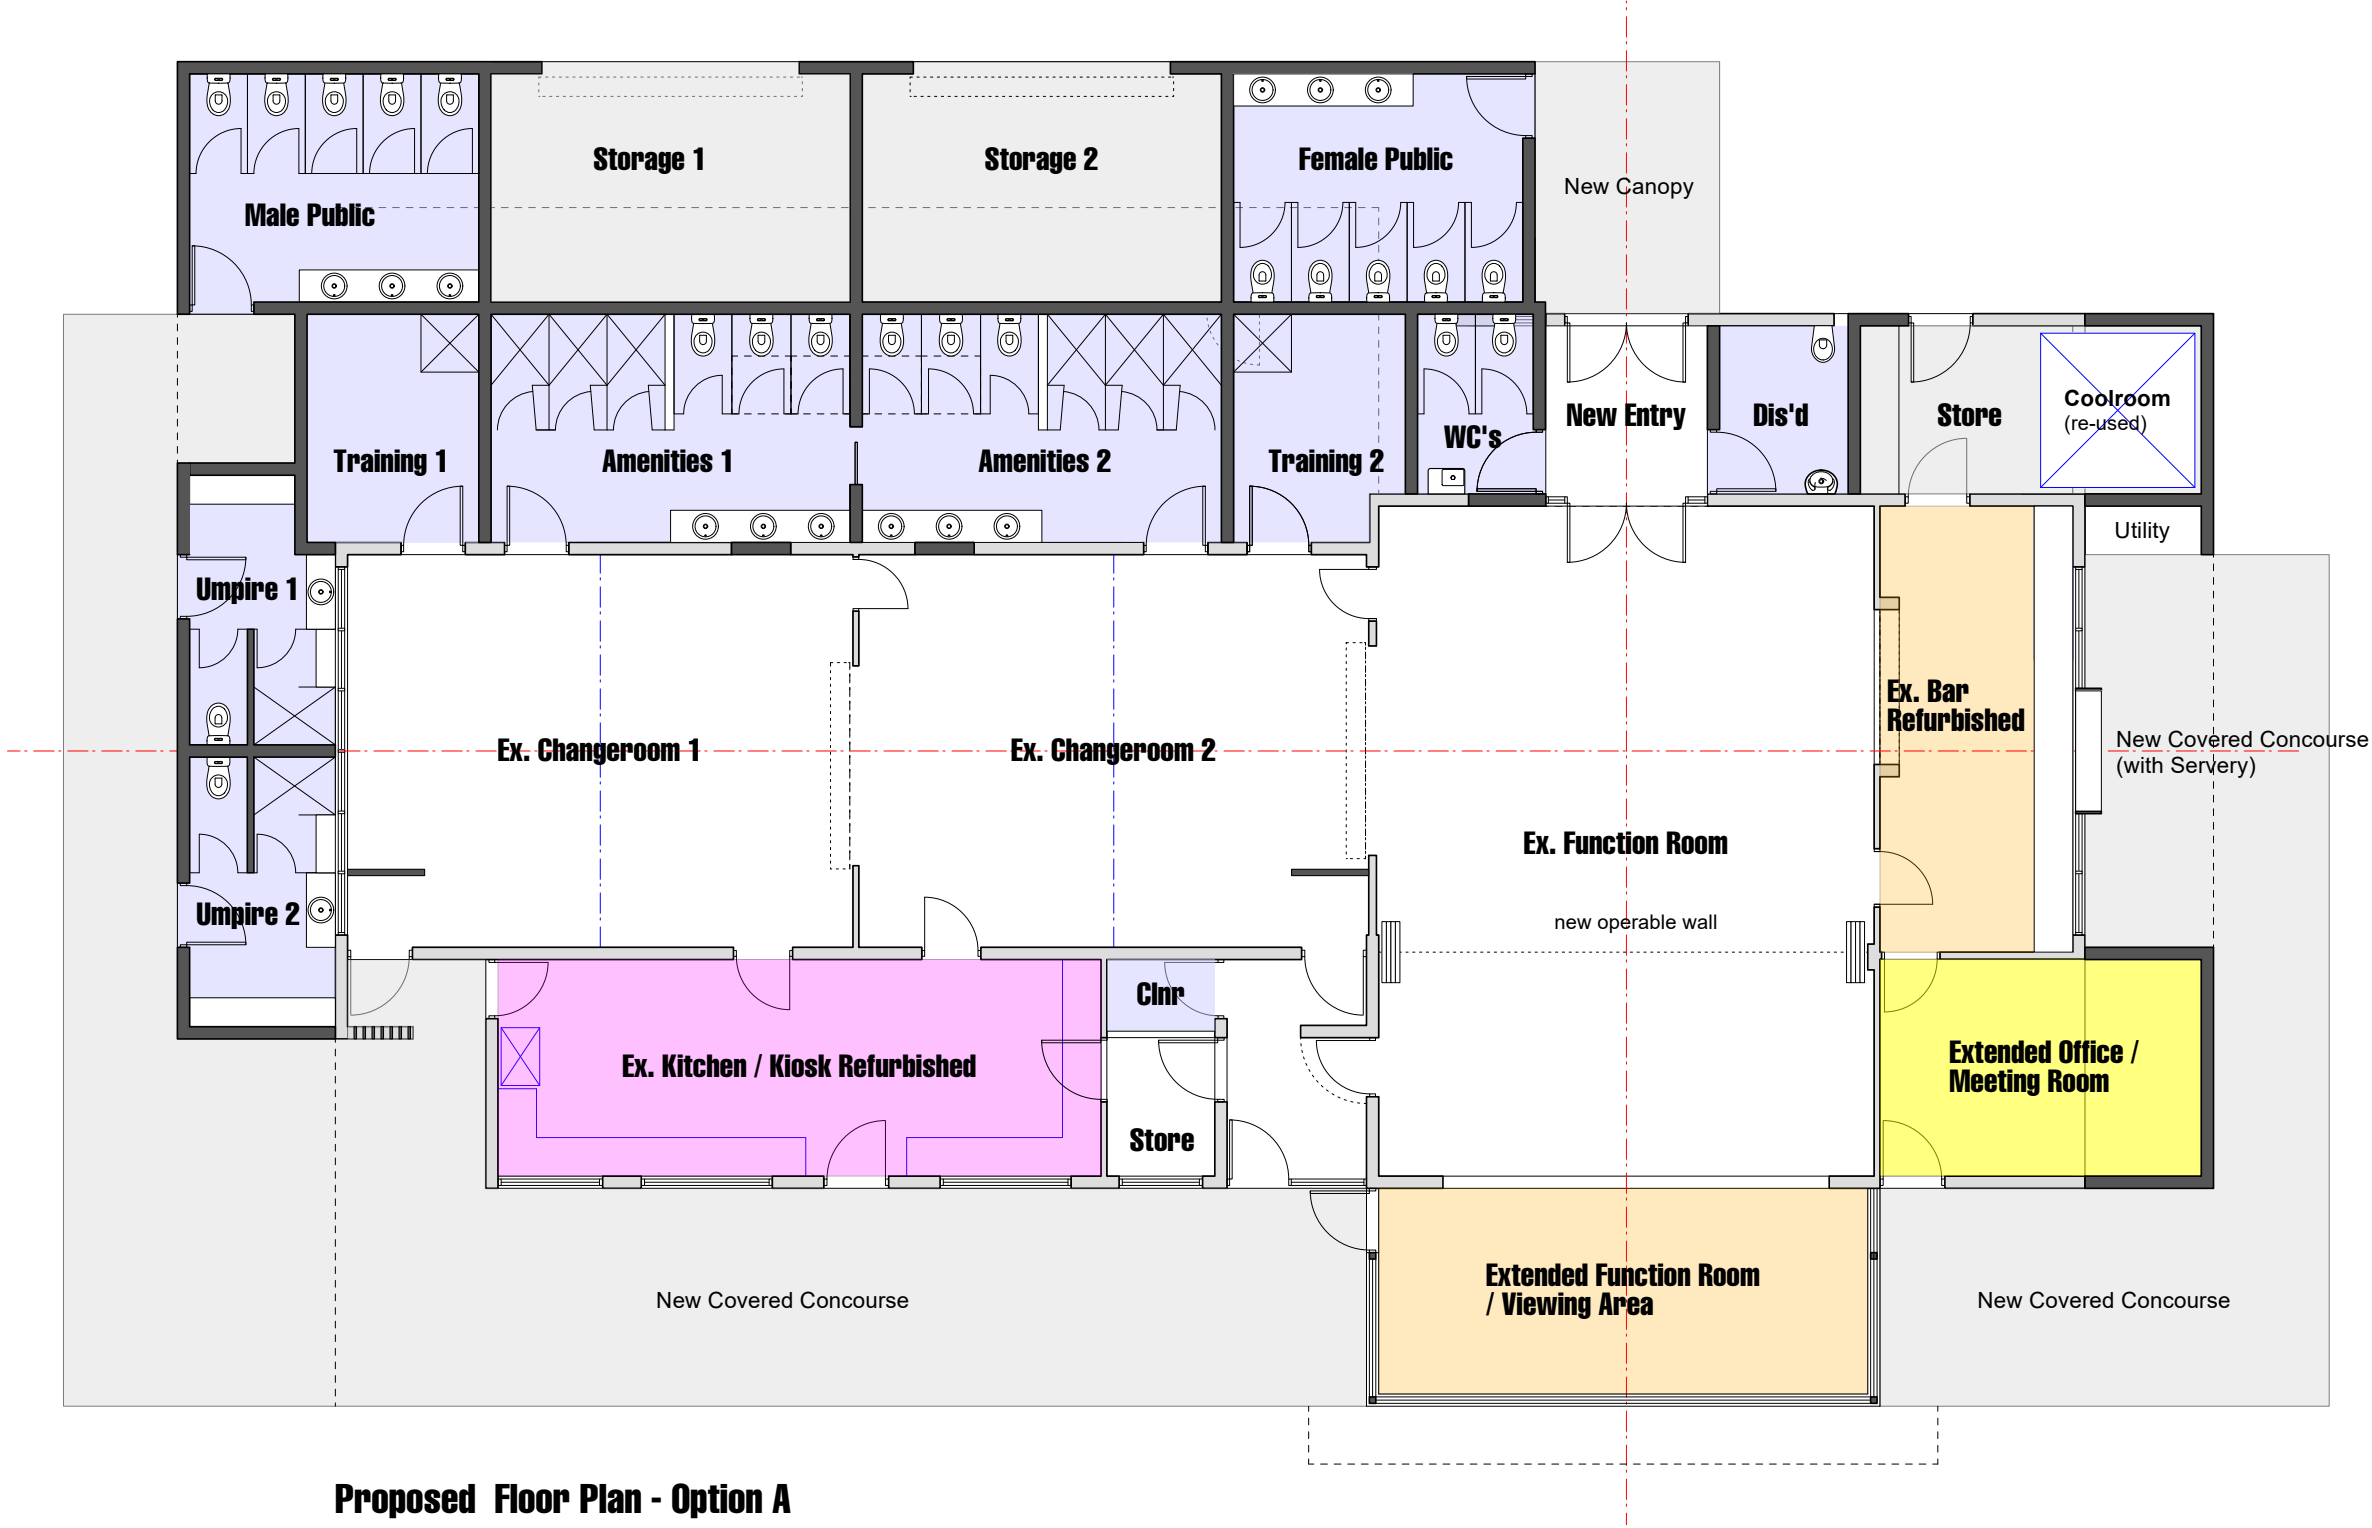 Storage 1
Storage 2
Female Public
New Canopy
Male Public
Coolroom
(re-used)
New Entry
Dis'd
Store
WC's
Training 1
Amenities 1
Amenities 2
Training 2
Utility
Umpire 1
Ex. Bar
Refurbished
Ex. Changeroom 1
Ex. Changeroom 2
New Covered Concourse
(with Servery)
Ex. Function Room
Umpire 2
new operable wall
Clnr
Ex. Kitchen / Kiosk Refurbished
Extended Office /
Meeting Room
Store
Extended Function Room
/ Viewing Area
New Covered Concourse
New Covered Concourse
Proposed Floor Plan - Option A